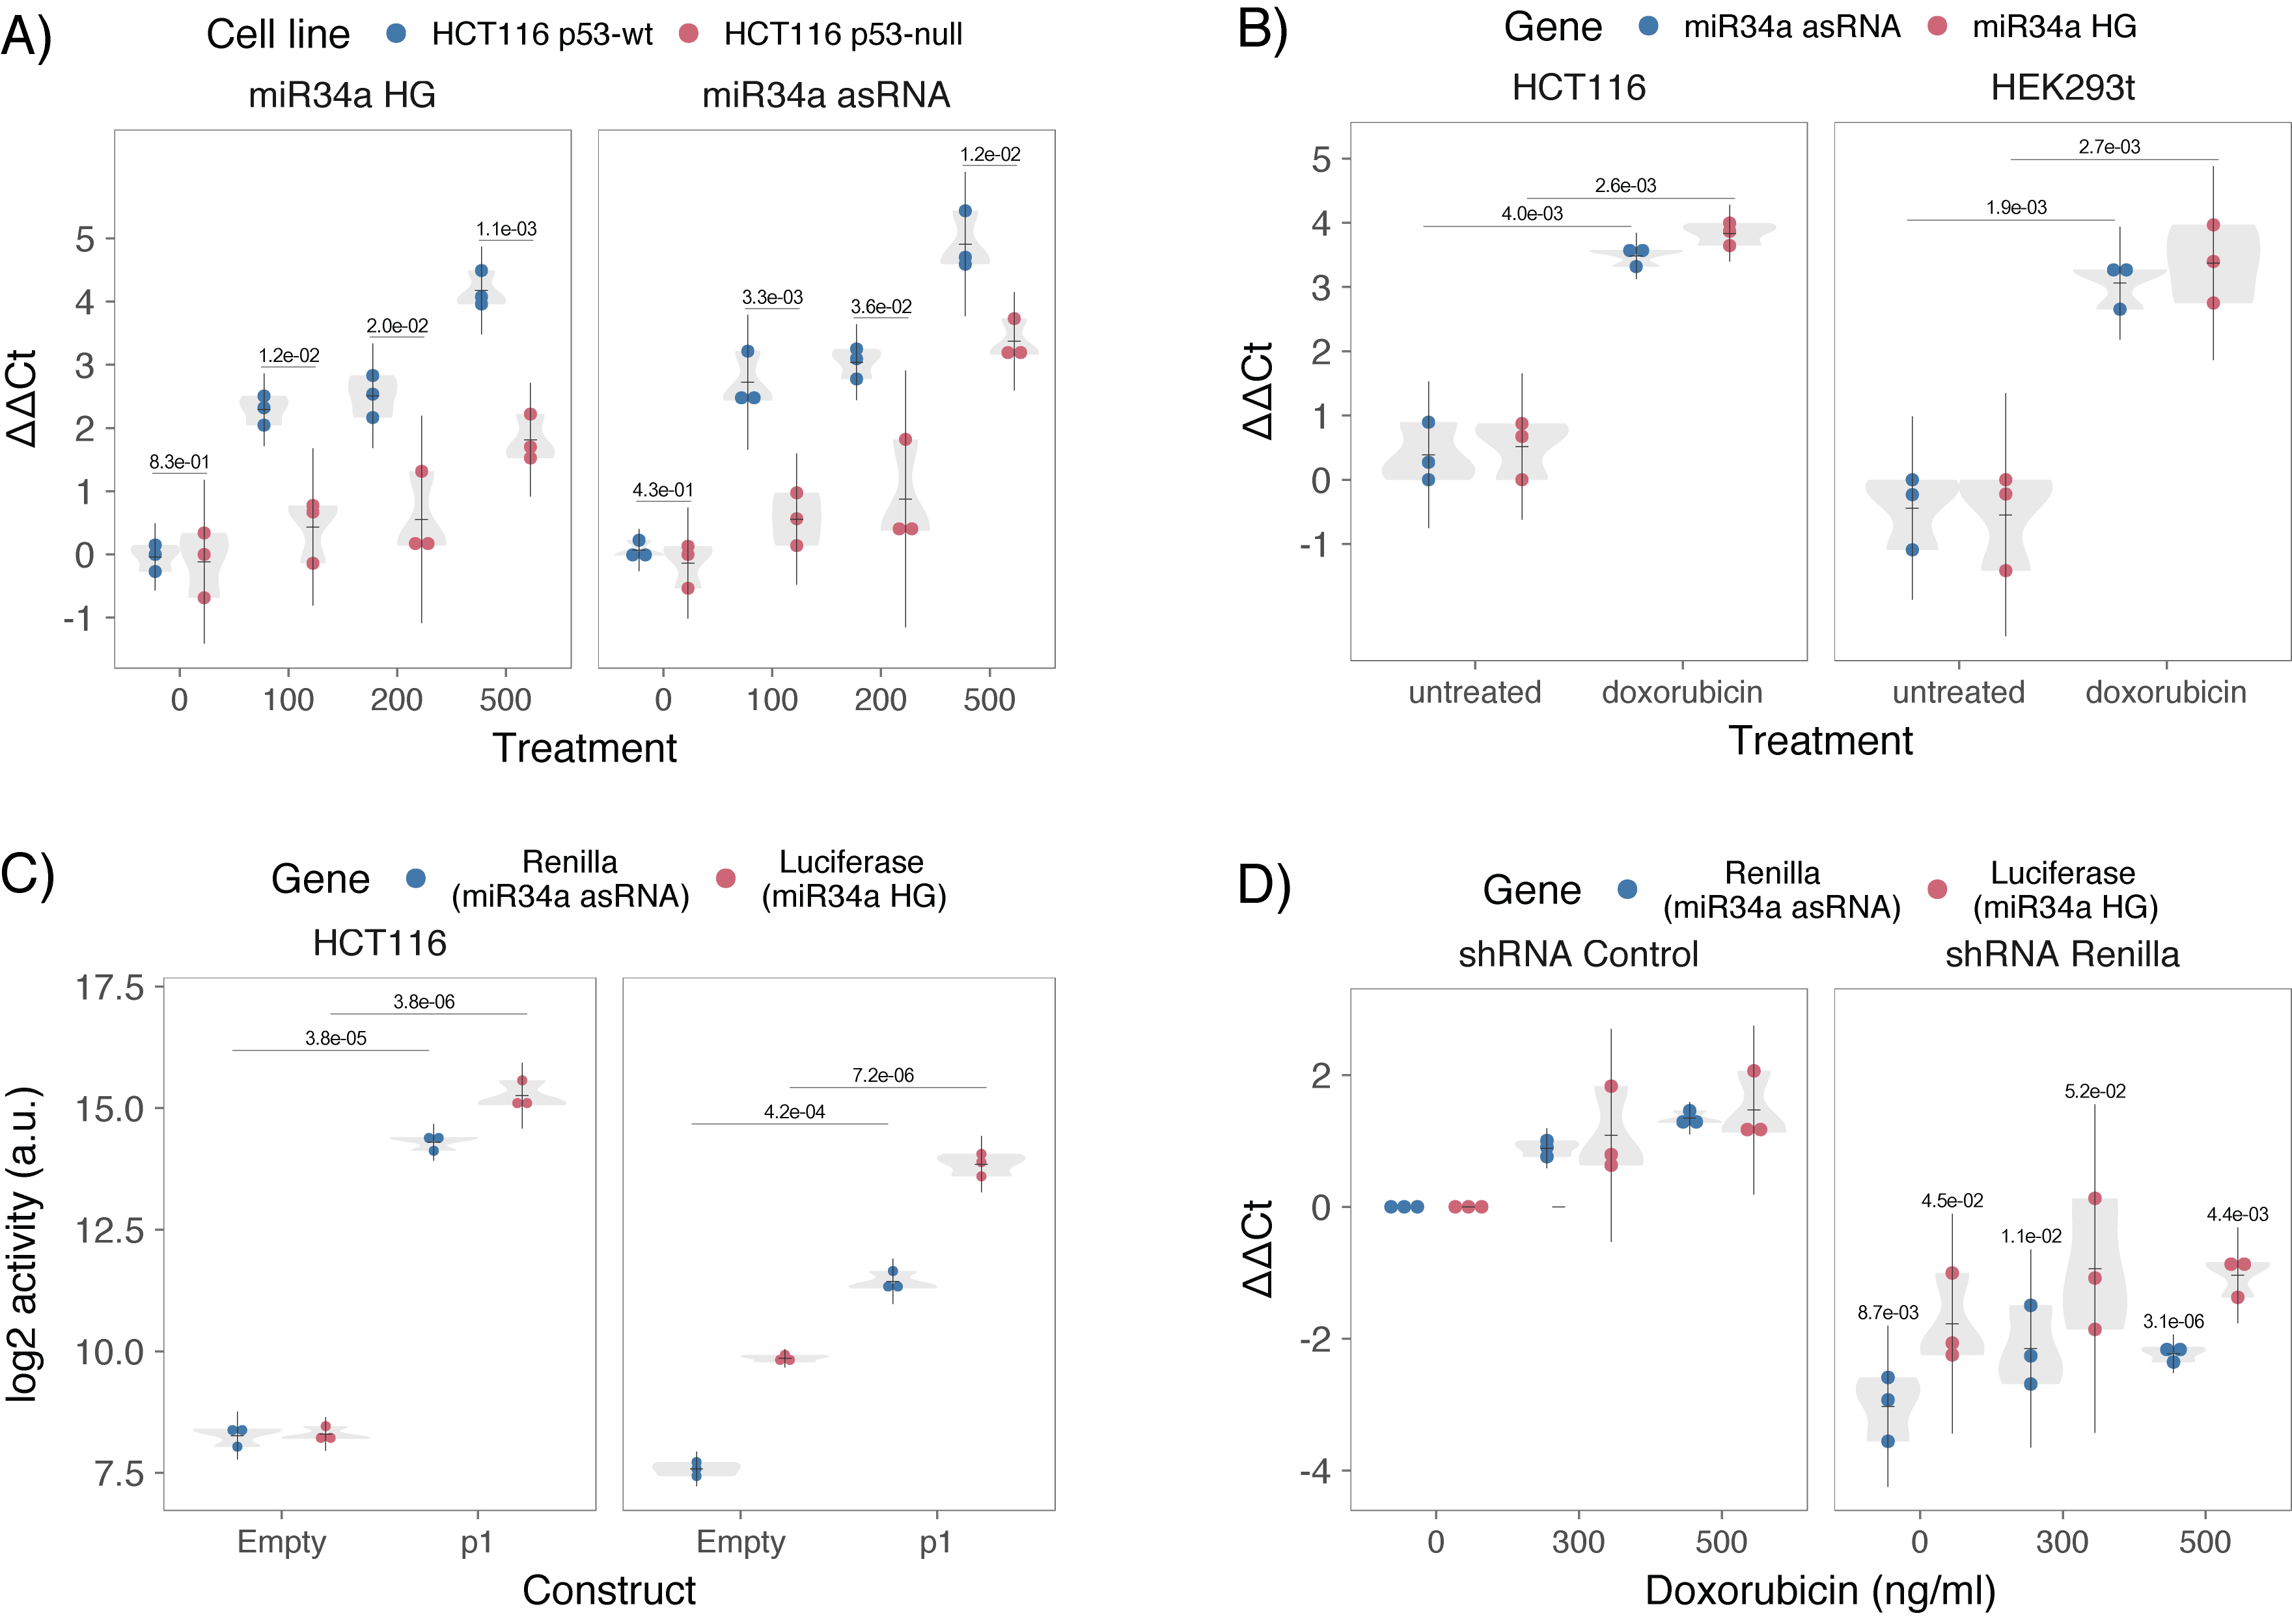 A)
Cell line
HCT116 p53-wt
HCT116 p53-null
miR34a HG
miR34a asRNA
ΔΔCt
5
4
3
2
1
0
-1
8.3e-01
1.2e-02
2.0e-02
1.1e-03
4.3e-01
3.3e-03
3.6e-02
1.2e-02
0
100
200
500
0
100
200
500
Treatment
B)
Gene
miR34a asRNA
miR34a HG
HCT116
HEK293t
ΔΔCt
5
4
3
2
1
0
-1
4.0e-03
2.6e-03
1.9e-03
2.7e-03
untreated
doxorubicin
untreated
doxorubicin
Treatment
C)
Gene
Renilla
(miR34a asRNA)
Luciferase
(miR34a HG)
HCT116
log2 activity (a.u.)
17.5
15.0
12.5
10.0
7.5
3.8e-06
3.8e-05
7.2e-06
4.2e-04
Empty
p1
Empty
p1
Construct
D)
Gene
Renilla
(miR34a asRNA)
Luciferase
(miR34a HG)
shRNA Control
shRNA Renilla
ΔΔCt
2
0
-2
-4
8.7e-03
4.5e-02
1.1e-02
5.2e-02
3.1e-06
4.4e-03
0
300
500
0
300
500
Doxorubicin (ng/ml)